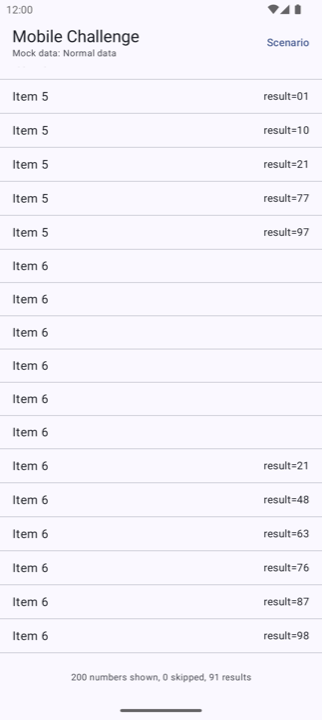 12:00
Mobile Challenge
Mock data: Normal data
Scenario
Item 5 result=01
Item 5 result=10
Item 5 result=21
Item 5 result=77
Item 5 result=97
Item 6
Item 6
Item 6
Item 6
Item 6
Item 6
Item 6 result=21
Item 6 result=48
Item 6 result=63
Item 6 result=76
Item 6 result=87
Item 6 result=98
200 numbers shown, 0 skipped, 91 results